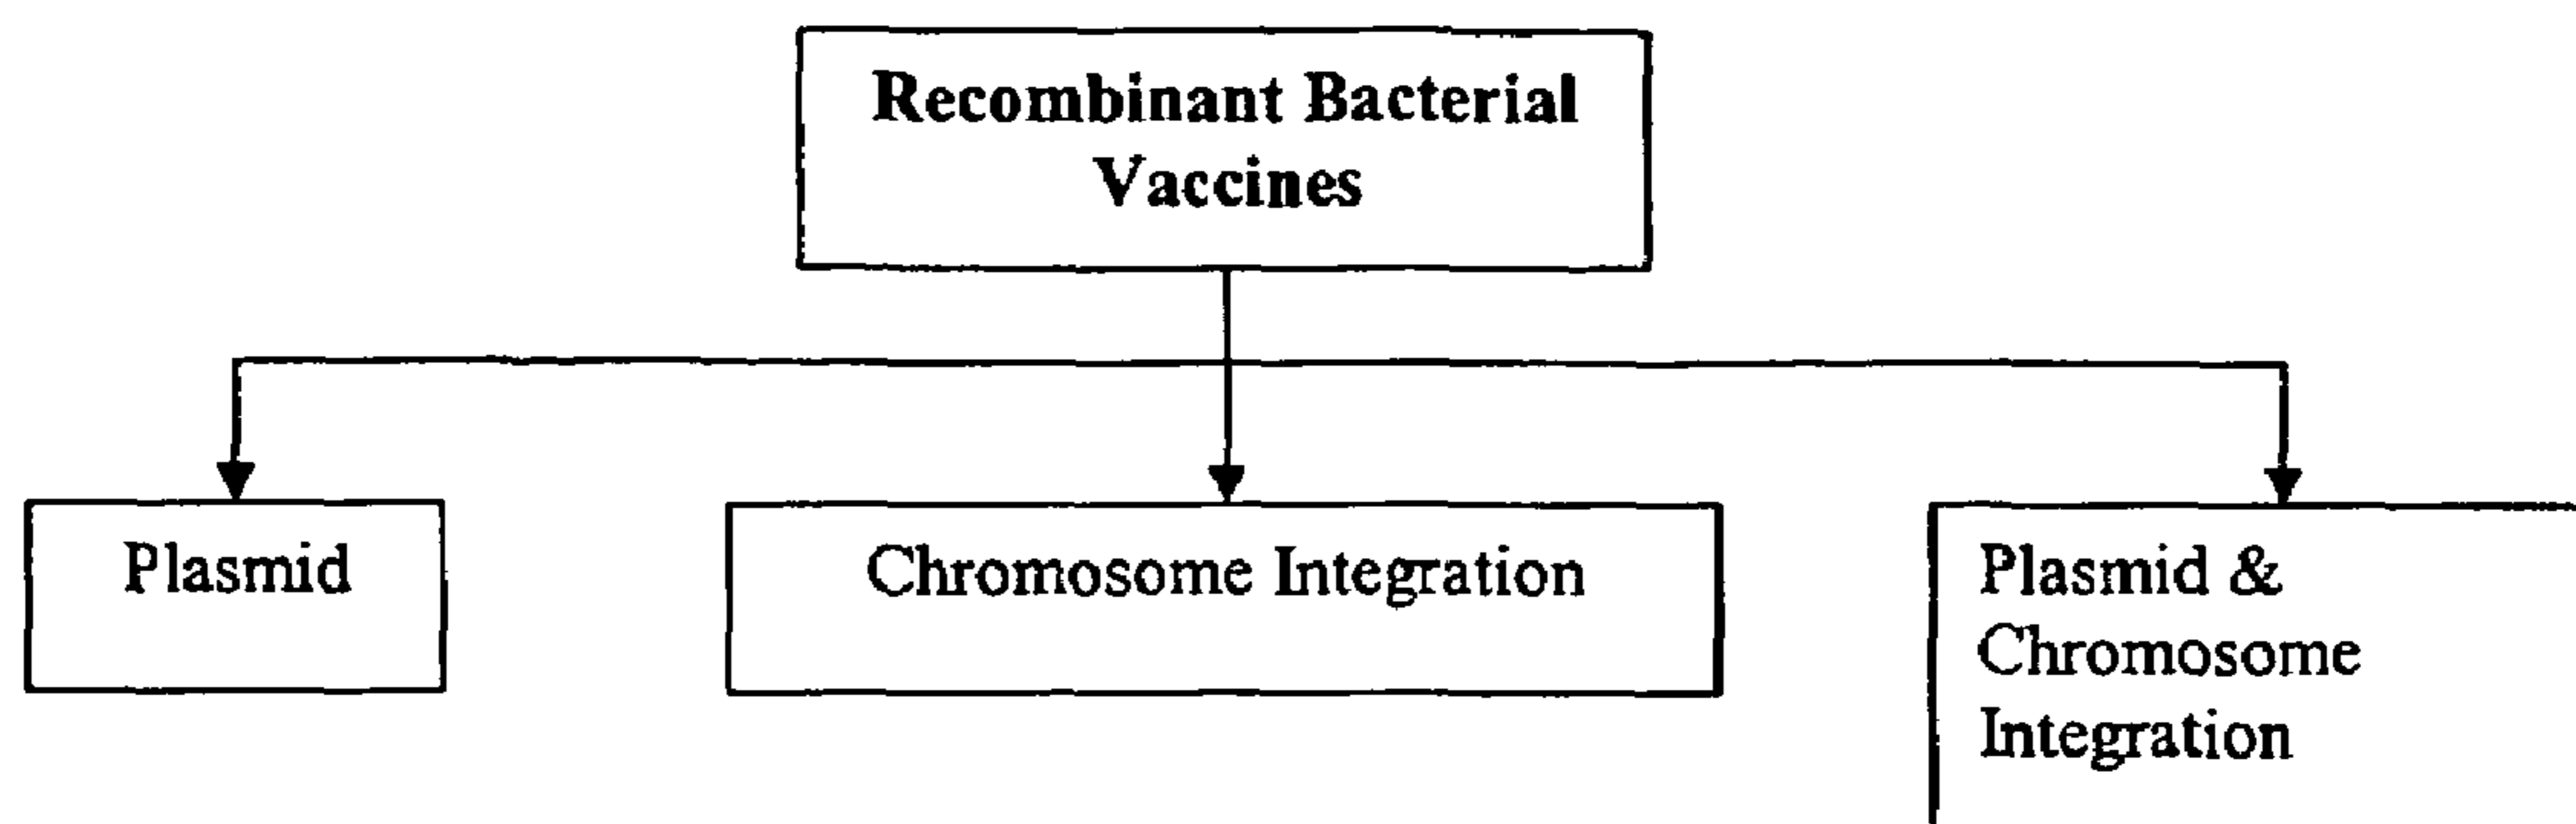 Recombinant Bacterial
Vaccines
Plasmid
Chromosome Integration
Plasmid &
Chromosome
Integration